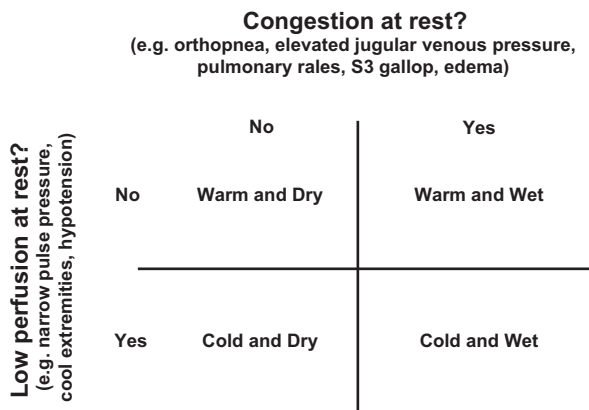 Congestion at rest?
(e.g. orthopnea, elevated jugular venous pressure,
pulmonary rales, S3 gallop, edema)
No Yes
Low perfusion at rest?
(e.g. narrow pulse pressure,
cool extremities, hypotension)
No Warm and Dry Warm and Wet
Yes Cold and Dry Cold and Wet